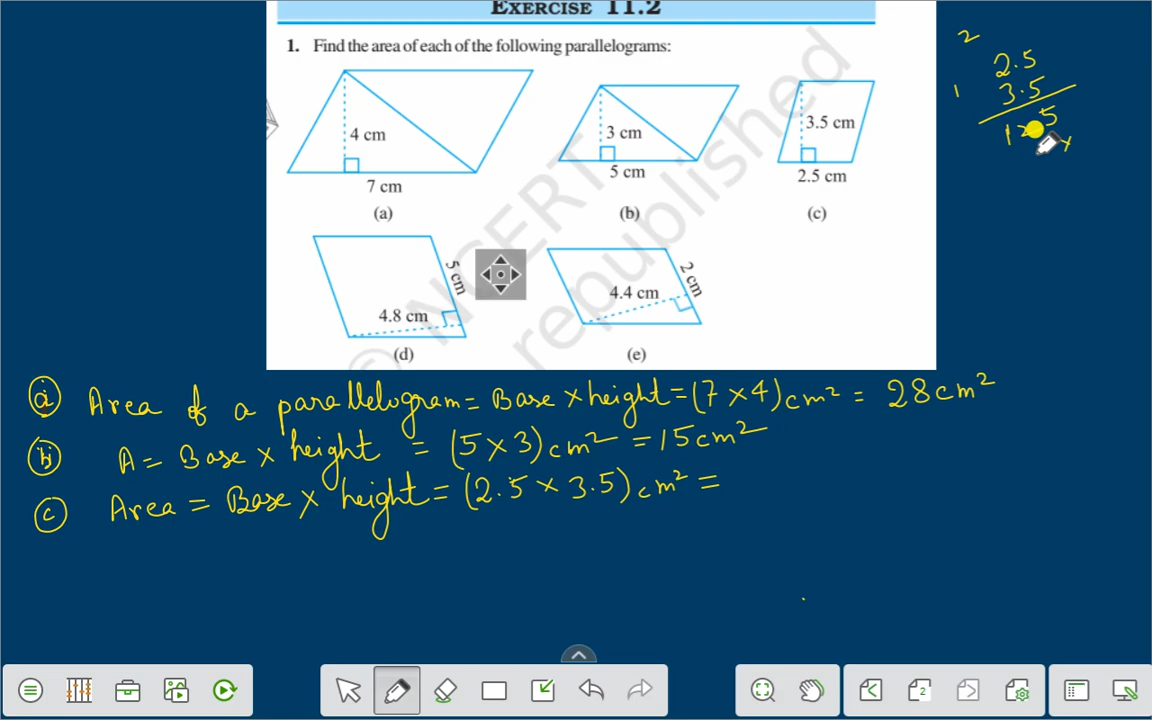 EXERCISE 11.2
1. Find the area of each of the following parallelograms:
4 cm
7 cm
(a)
3 cm
5 cm
(b)
3.5 cm
2.5 cm
(c)
4.8 cm
5 cm
(d)
4.4 cm
2 cm
(e)
© NCERT
republished
2
2.5
1 3.5
(a) Area of a parallelogram = Base × height = (7 × 4) cm² = 28 cm²
(b) A = Base × height = (5 × 3) cm² = 15 cm²
(c) Area = Base × height = (2.5 × 3.5) cm² =
2